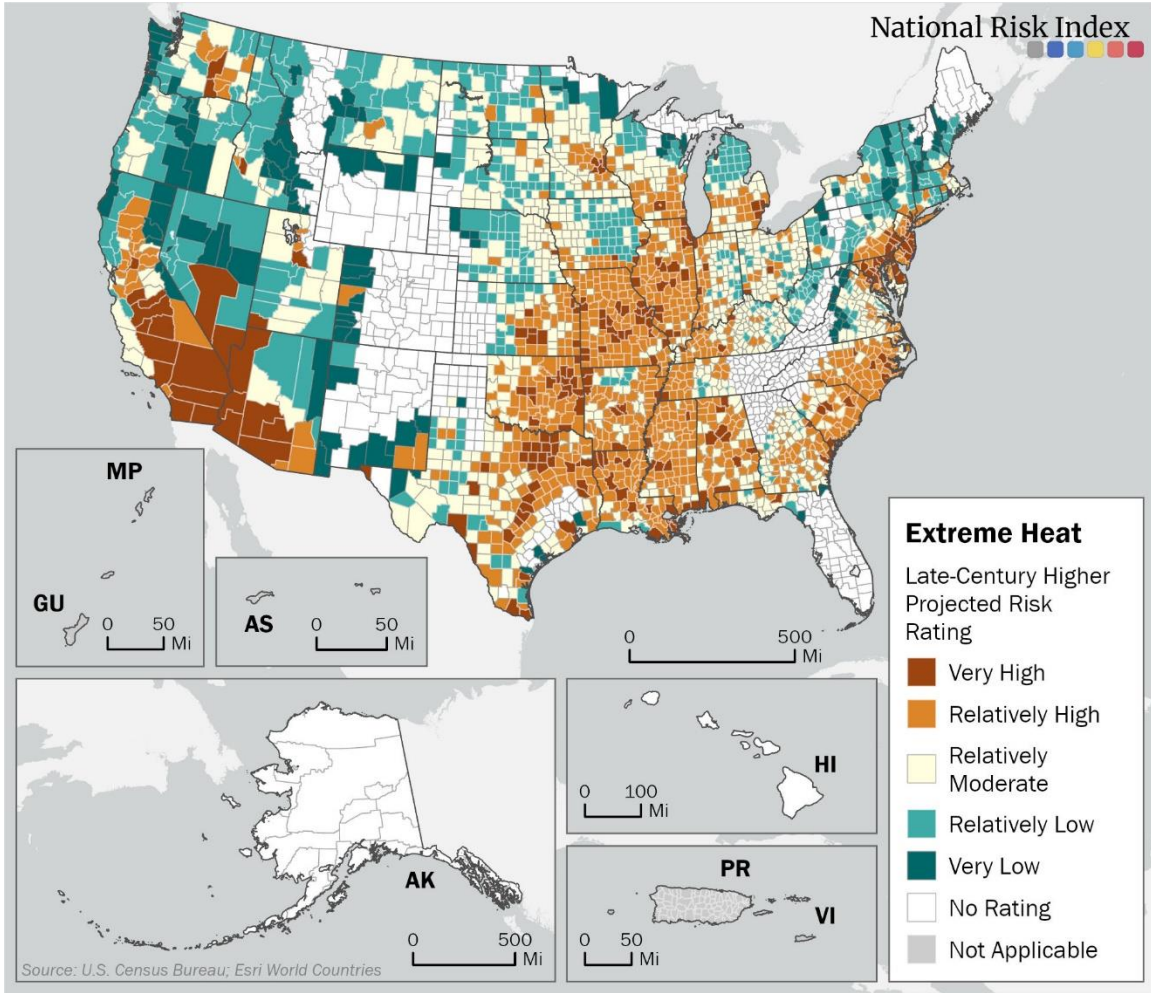 National Risk Index
MP
GU
0 50
Mi
AS
0 50
Mi
0 500
Mi
AK
0 500
Mi
Source: U.S. Census Bureau; Esri World Countries
HI
0 100
Mi
PR
VI
0 50
Mi
Extreme Heat
Late-Century Higher
Projected Risk
Rating
Very High
Relatively High
Relatively
Moderate
Relatively Low
Very Low
No Rating
Not Applicable